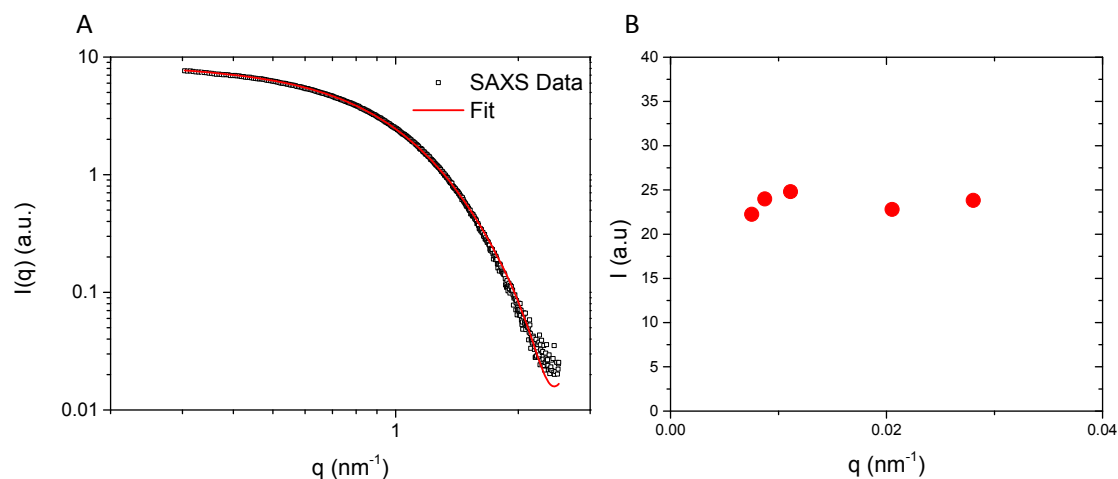 A
10
1
0.1
0.01
I(q) (a.u.)
SAXS Data
Fit
1
q (nm⁻¹)
B
40
35
30
25
20
15
10
5
0
I (a.u)
0.00
0.02
0.04
q (nm⁻¹)